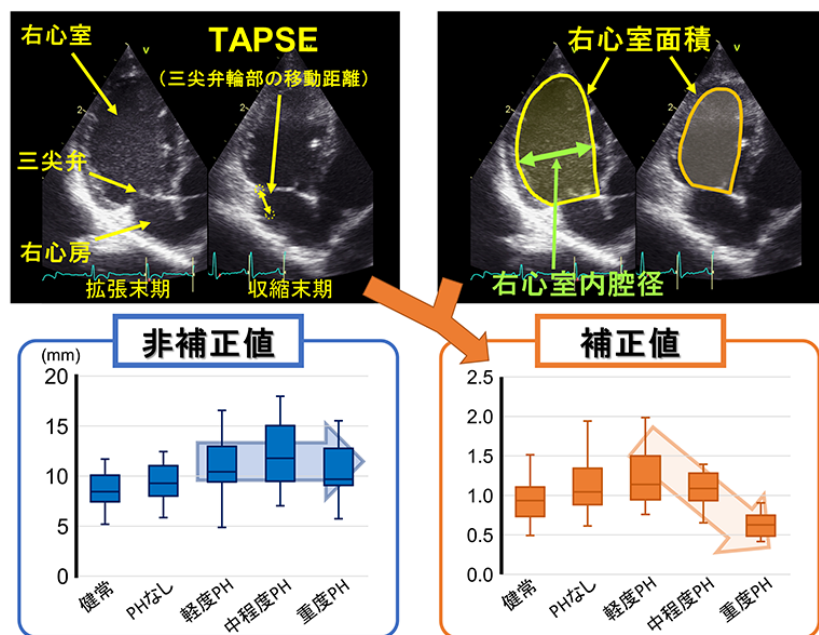 右心室
TAPSE
(三尖弁輪部の移動距離)
V
2
三尖弁
2
右心房
拡張末期
収縮末期
右心室面積
V
2
2
右心室内腔径
非補正値
(mm)
20
15
10
5
0
健常
PHなし
軽度PH
中程度PH
重度PH
補正値
2.5
2.0
1.5
1.0
0.5
0.0
健常
PHなし
軽度PH
中程度PH
重度PH